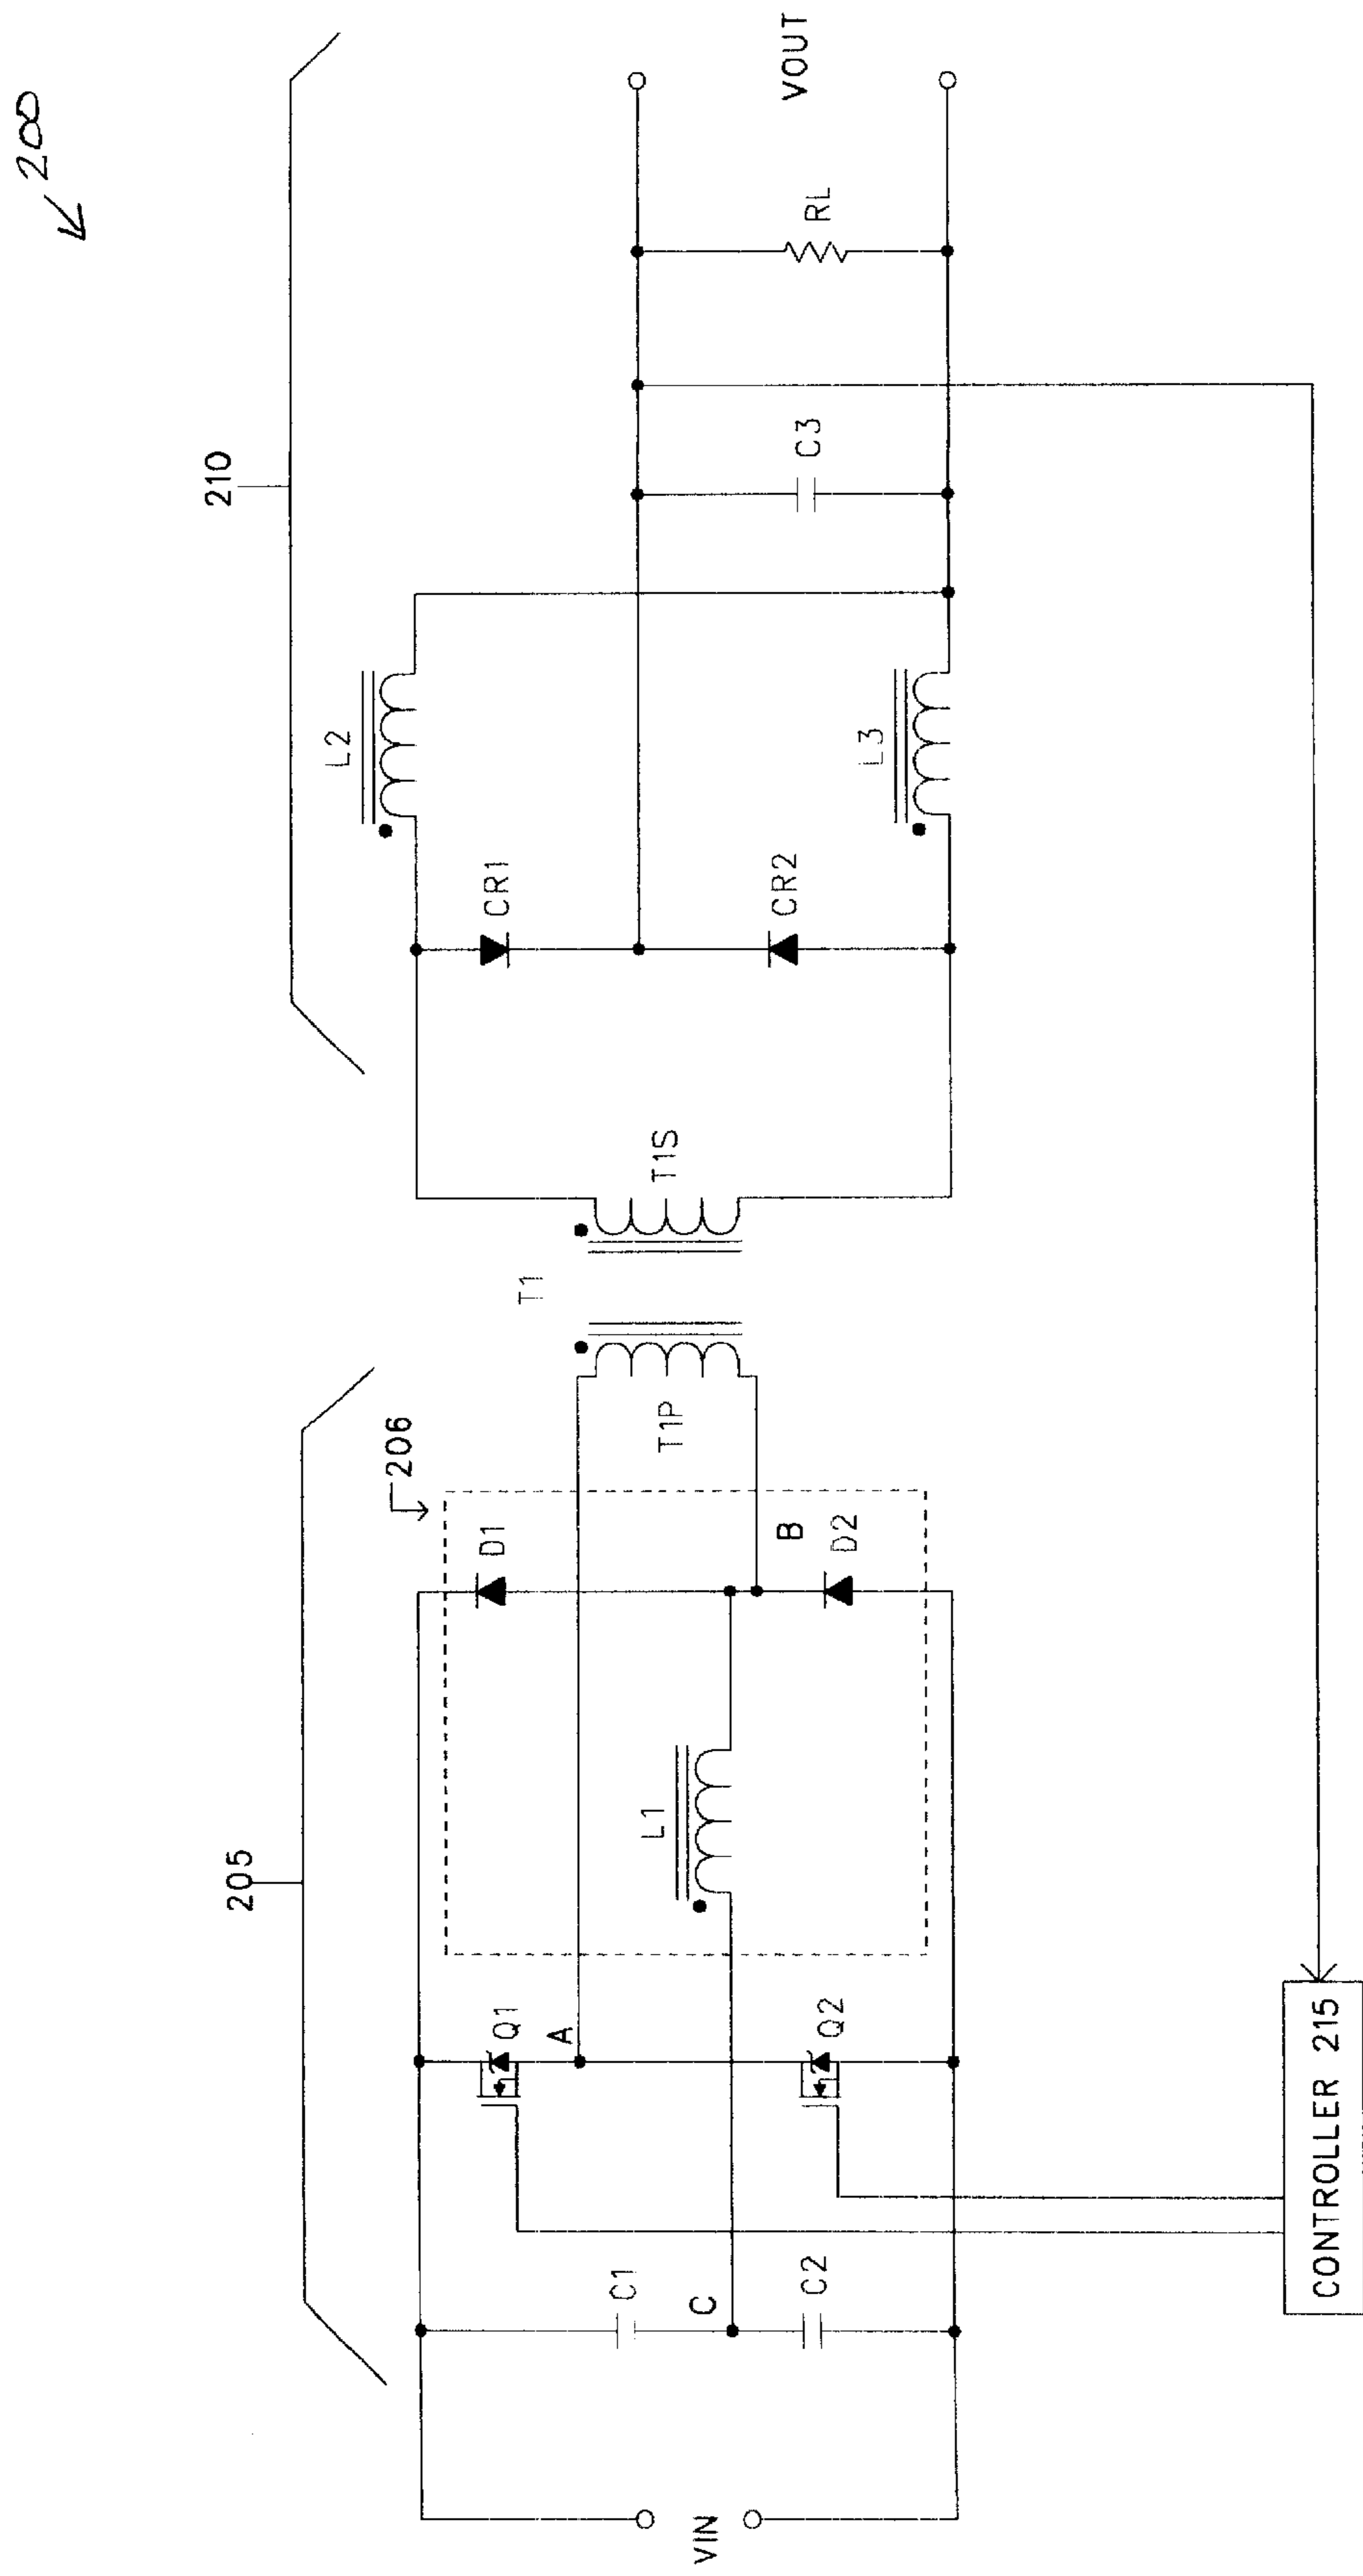 200
210
VOUT
RL
C3
L2
L3
CR1
CR2
T1S
T1
T1P
205
206
D1
B
D2
L1
Q1
A
Q2
C1
C
C2
VIN
CONTROLLER 215